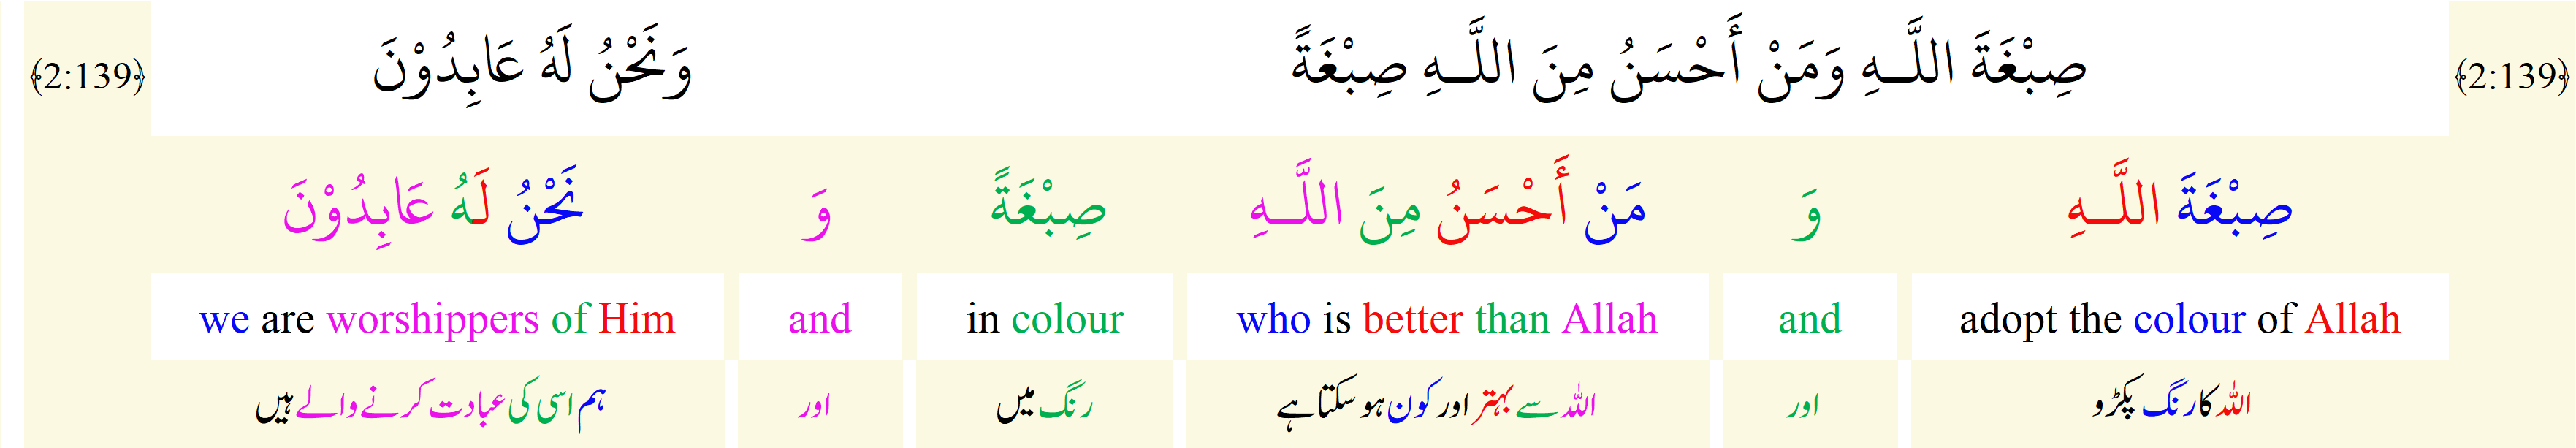 ﴿2:139﴾ صِبْغَةَ اللَّـهِ وَمَنْ أَحْسَنُ مِنَ اللَّـهِ صِبْغَةً وَنَحْنُ لَهُ عَابِدُوْنَ ﴿2:139﴾
صِبْغَةَ اللَّـهِ وَ مَنْ أَحْسَنُ مِنَ اللَّـهِ صِبْغَةً وَ نَحْنُ لَهُ عَابِدُوْنَ
we are worshippers of Him and in colour who is better than Allah and adopt the colour of Allah
اللہ کا رنگ پکڑو اور اللہ سے بہتر اور کون ہو سکتا ہے رنگ میں اور ہم اسی کی عبادت کرنے والے ہیں